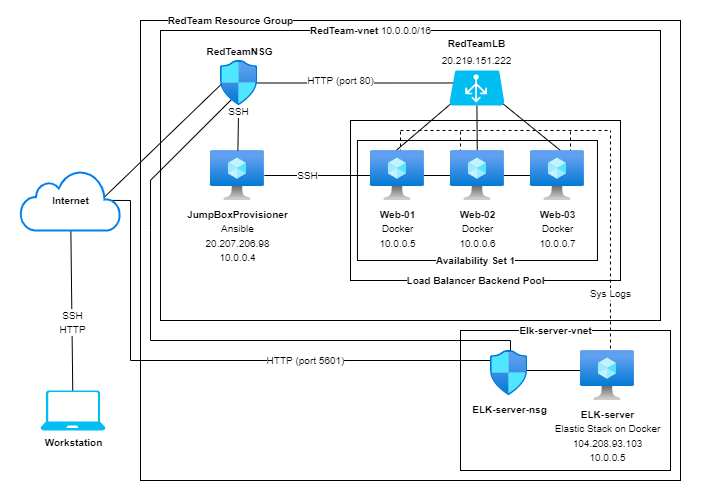 RedTeam Resource Group
RedTeam-vnet 10.0.0.0/16
RedTeamNSG
RedTeamLB
20.219.151.222
HTTP (port 80)
SSH
SSH
JumpBoxProvisioner
Ansible
20.207.206.98
10.0.0.4
Web-01
Docker
10.0.0.5
Web-02
Docker
10.0.0.6
Web-03
Docker
10.0.0.7
Availability Set 1
Load Balancer Backend Pool
Internet
Sys Logs
SSH
HTTP
Elk-server-vnet
HTTP (port 5601)
ELK-server-nsg
ELK-server
Elastic Stack on Docker
104.208.93.103
10.0.0.5
Workstation